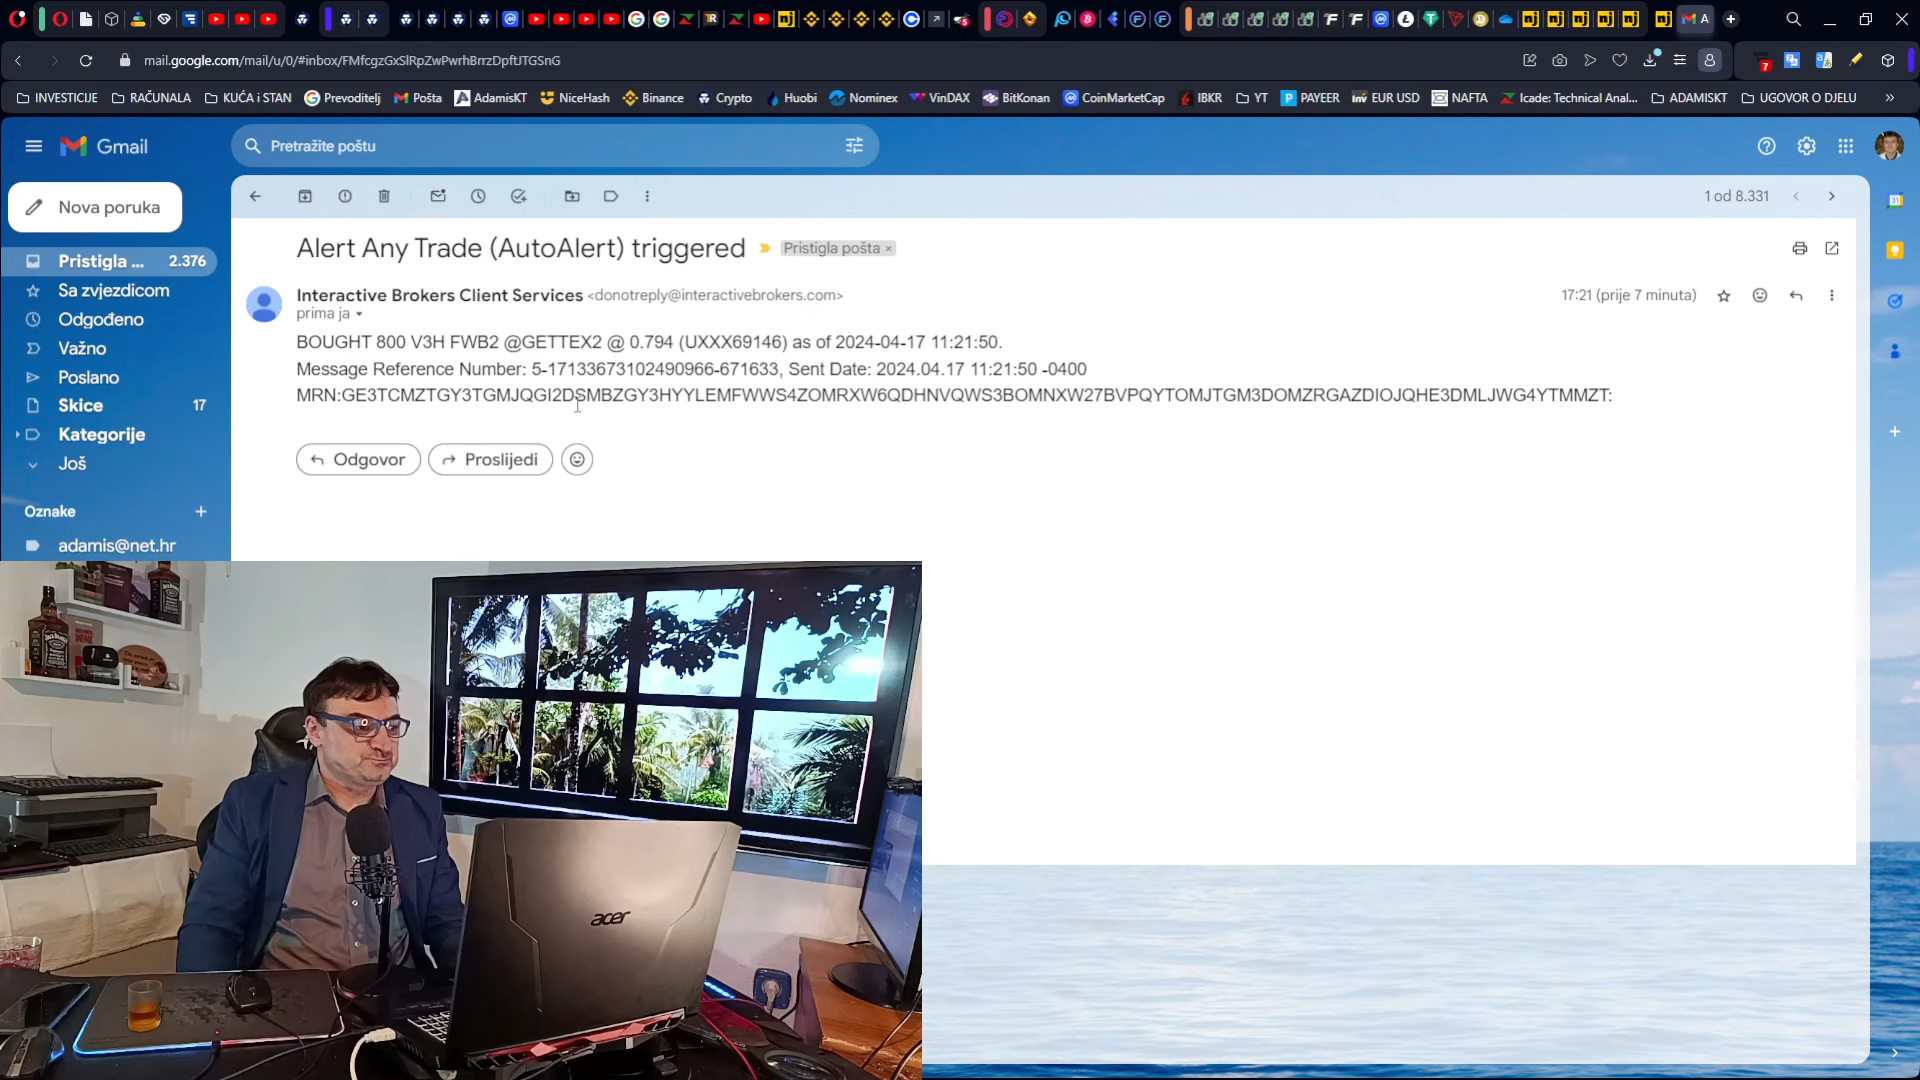 mail.google.com/mail/u/0/#inbox/FMfcgzGxSlRpZwPwrhBrrzDpftJTGSnG
7
INVESTICIJE
RAČUNALA
KUĆA i STAN
Prevoditelj
Pošta
AdamisKT
NiceHash
Binance
Crypto
Huobi
Nominex
VinDAX
BitKonan
CoinMarketCap
IBKR
YT
PAYEER
EUR USD
NAFTA
Icade: Technical Anal...
ADAMISKT
UGOVOR O DJELU
Gmail
Pretražite poštu
Nova poruka
1 od 8.331
Pristigla ... 2.376
Sa zvjezdicom
Odgođeno
Važno
Poslano
Skice 17
Kategorije
Još
Oznake
adamis@net.hr
Alert Any Trade (AutoAlert) triggered
Pristigla pošta ×
Interactive Brokers Client Services <donotreply@interactivebrokers.com>
17:21 (prije 7 minuta)
prima ja
BOUGHT 800 V3H FWB2 @GETTEX2 @ 0.794 (UXXX69146) as of 2024-04-17 11:21:50.
Message Reference Number: 5-17133673102490966-671633, Sent Date: 2024.04.17 11:21:50 -0400
MRN:GE3TCMZTGY3TGMJQGI2DSMBZGY3HYYLEMFWWS4ZOMRXW6QDHNVQWS3BOMNXW27BVPQYTOMJTGM3DOMZRGAZDIOJQHE3DMLJWG4YTMMZT:
Odgovor
Proslijedi
acer